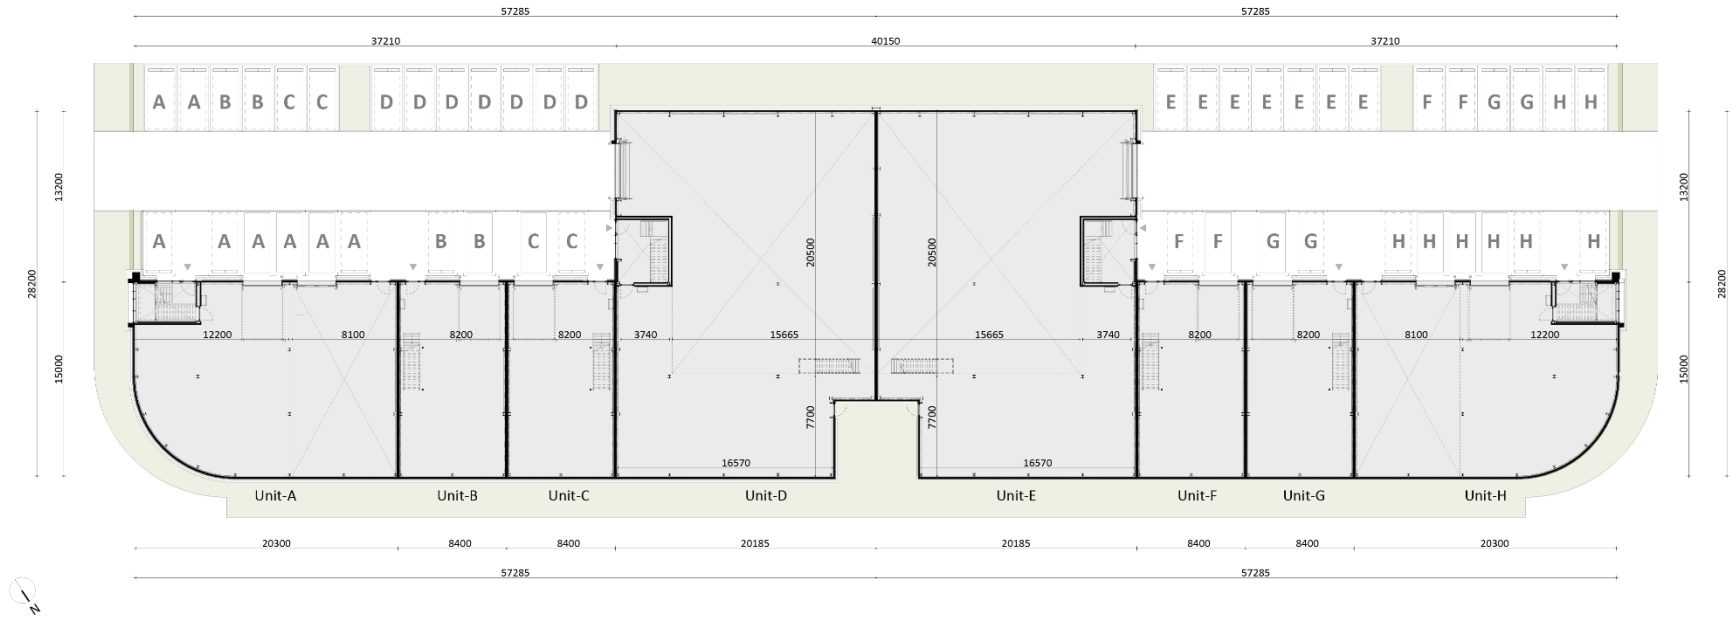 57285 57285
37210 40150 37210
A A B B C C D D D D D D D E E E E E E E F F G G H H
13200 13200
A A A A A A B B C C F F G G H H H H H H
20500 20500
28200 28200
12200 8100 8200 8200 3740 15665 15665 3740 8200 8200 8100 12200
15000 15000
7700 7700
16570 16570
Unit-A Unit-B Unit-C Unit-D Unit-E Unit-F Unit-G Unit-H
20300 8400 8400 20185 20185 8400 8400 20300
57285 57285
N